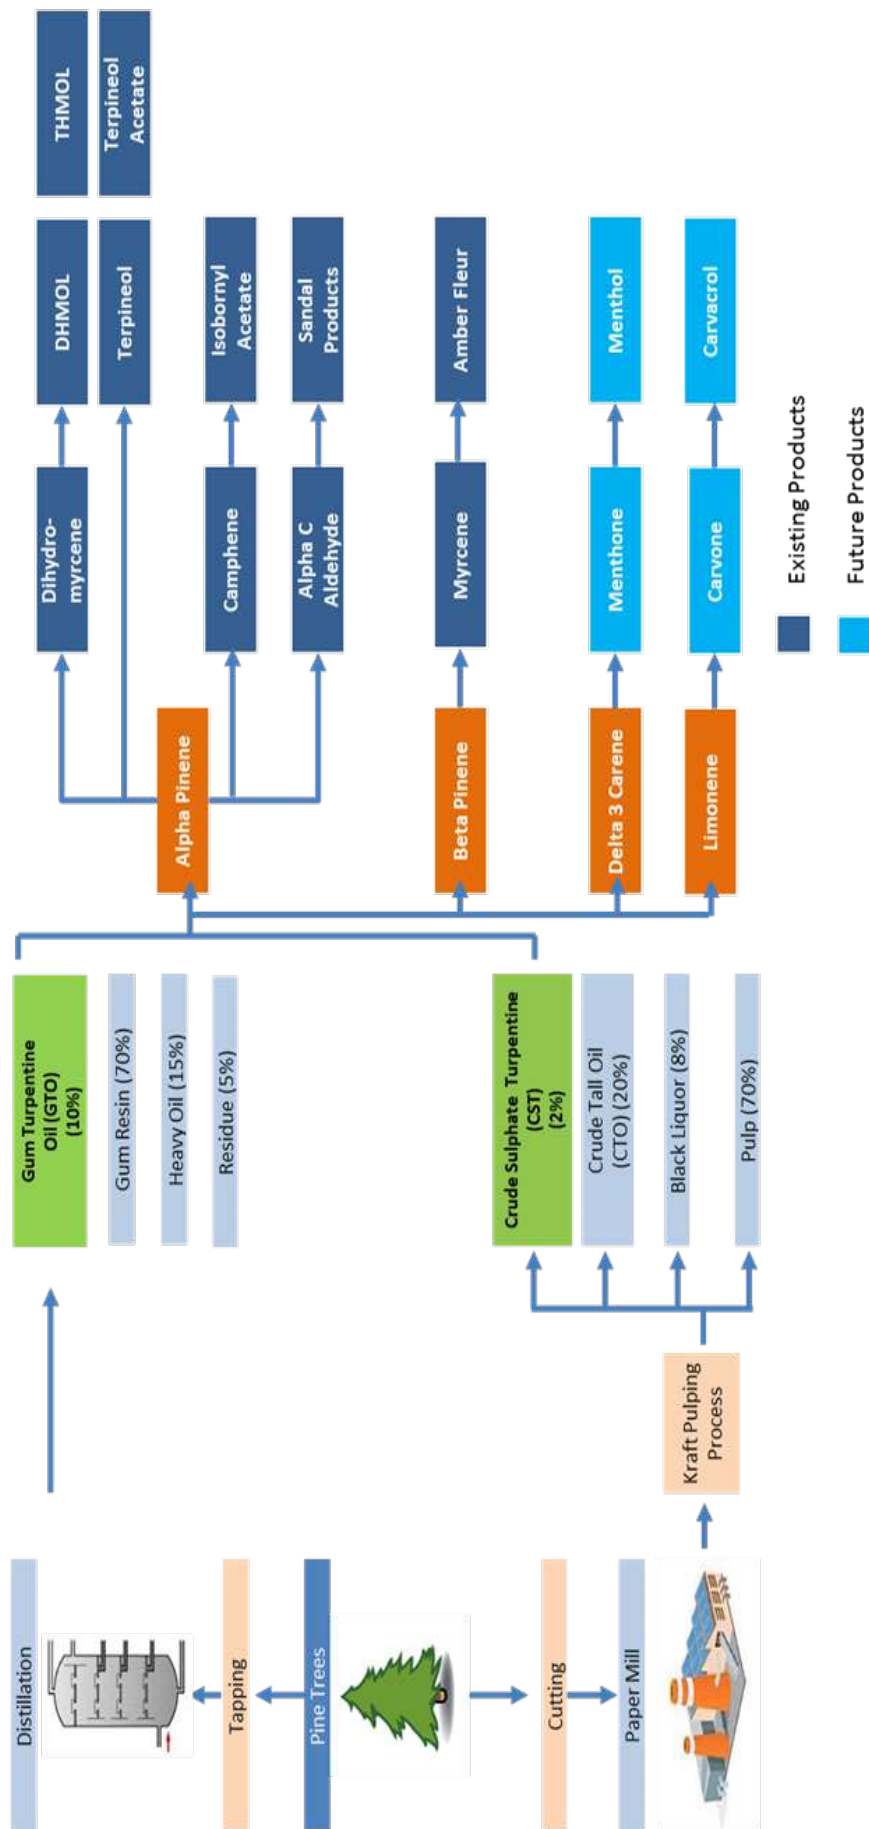 Distillation
Tapping
Pine Trees
Cutting
Paper Mill
Kraft Pulping
Process
Gum Turpentine
Oil (GTO)
(10%)
Gum Resin (70%)
Heavy Oil (15%)
Residue (5%)
Crude Sulphate Turpentine
(CST)
(2%)
Crude Tall Oil
(CTO) (20%)
Black Liquor (8%)
Pulp (70%)
Alpha Pinene
Beta Pinene
Delta 3 Carene
Limonene
Dihydro-
myrcene
Camphene
Alpha C
Aldehyde
Myrcene
Menthone
Carvone
DHMOL
Terpineol
Isobornyl
Acetate
Sandal
Products
Amber Fleur
Menthol
Carvacrol
THMOL
Terpineol
Acetate
Existing Products
Future Products